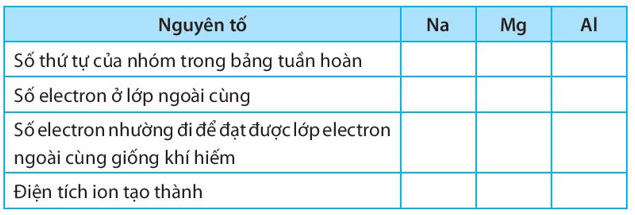 Nguyên tố Na Mg Al
Số thứ tự của nhóm trong bảng tuần hoàn
Số electron ở lớp ngoài cùng
Số electron nhường đi để đạt được lớp electron
ngoài cùng giống khí hiếm
Điện tích ion tạo thành